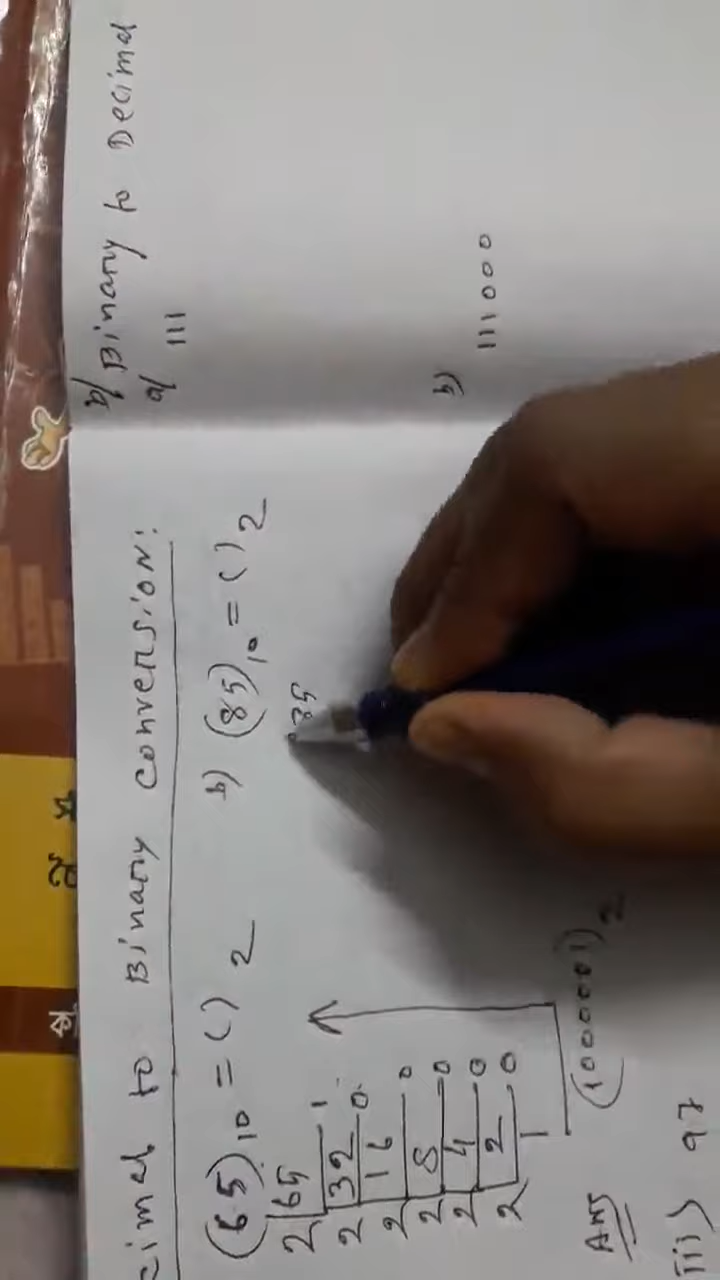 cimal to Binary conversion:
(65)10 = ( )2
2 65
2 32 1
2 16 0
2 8 0
2 4 0
2 2 0
1 0
Ans (1000001)2
iii) 97
b) (85)10 = ( )2
85
b/ Binary to Decimal
a/ 111
b) 111000